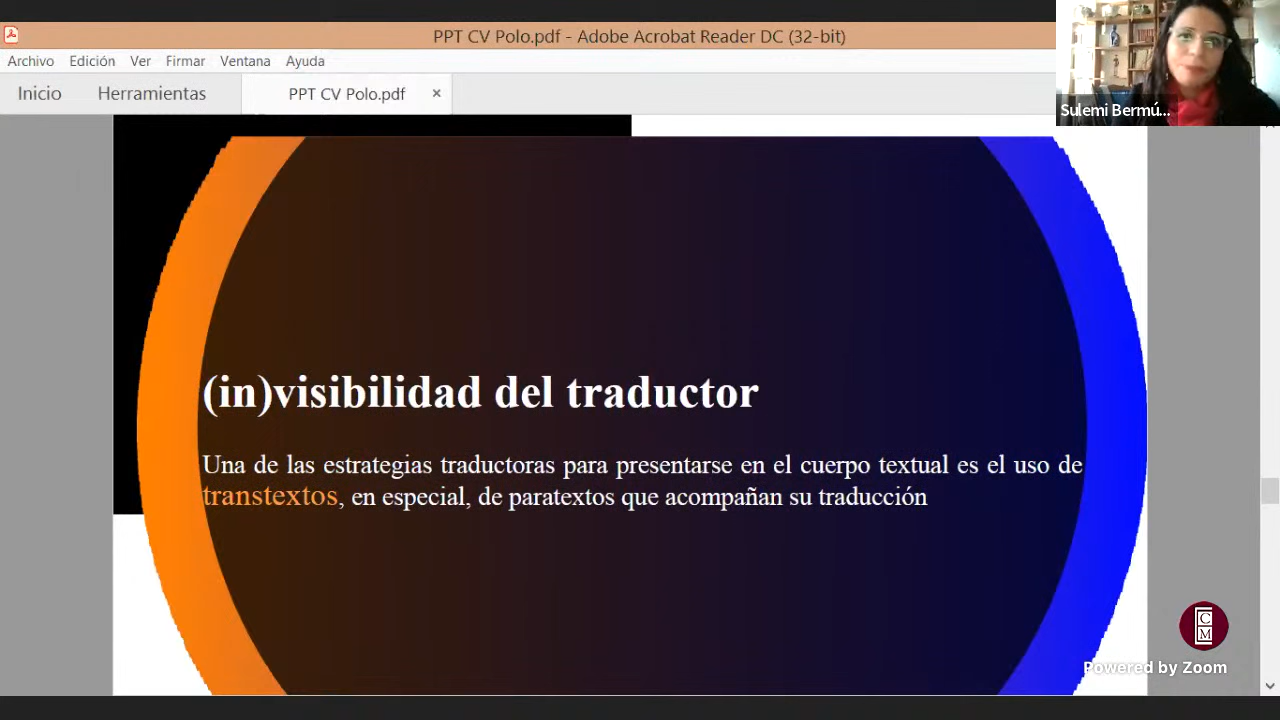 PPT CV Polo.pdf - Adobe Acrobat Reader DC (32-bit)
Archivo Edición Ver Firmar Ventana Ayuda
Inicio Herramientas PPT CV Polo.pdf ×
Sulemi Bermú...
(in)visibilidad del traductor
Una de las estrategias traductoras para presentarse en el cuerpo textual es el uso de
transtextos, en especial, de paratextos que acompañan su traducción
C
M
Powered by Zoom